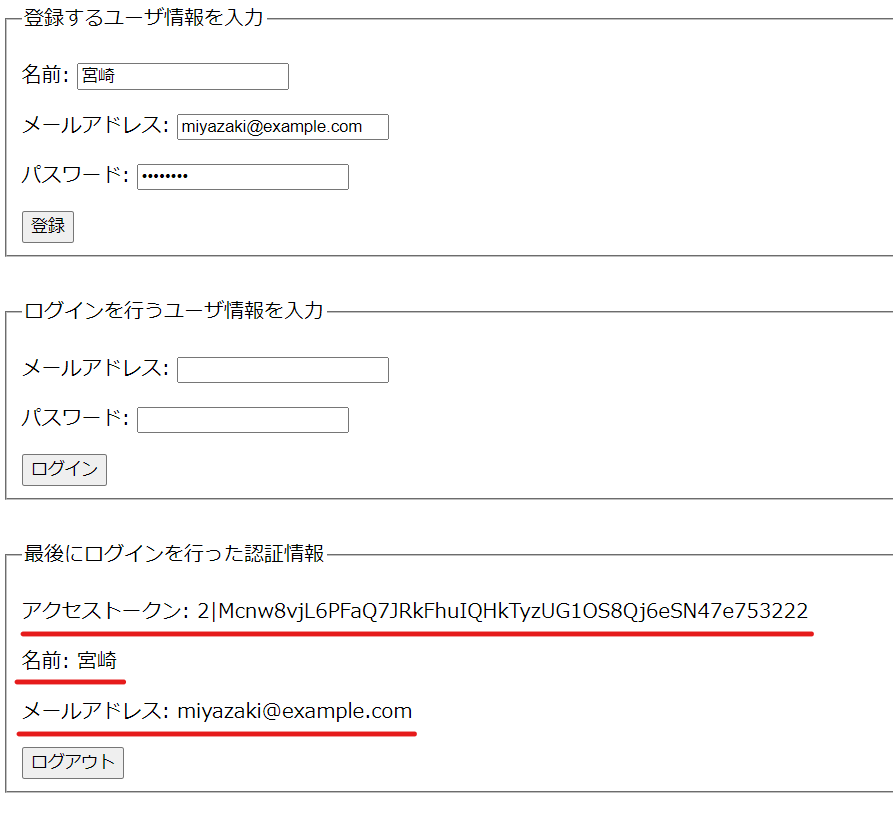 登録するユーザ情報を入力
名前: 宮崎
メールアドレス: miyazaki@example.com
パスワード: ••••••••
登録
ログインを行うユーザ情報を入力
メールアドレス:
パスワード:
ログイン
最後にログインを行った認証情報
アクセストークン: 2|Mcnw8vjL6PFaQ7JRkFhuIQHkTyzUG1OS8Qj6eSN47e753222
名前: 宮崎
メールアドレス: miyazaki@example.com
ログアウト